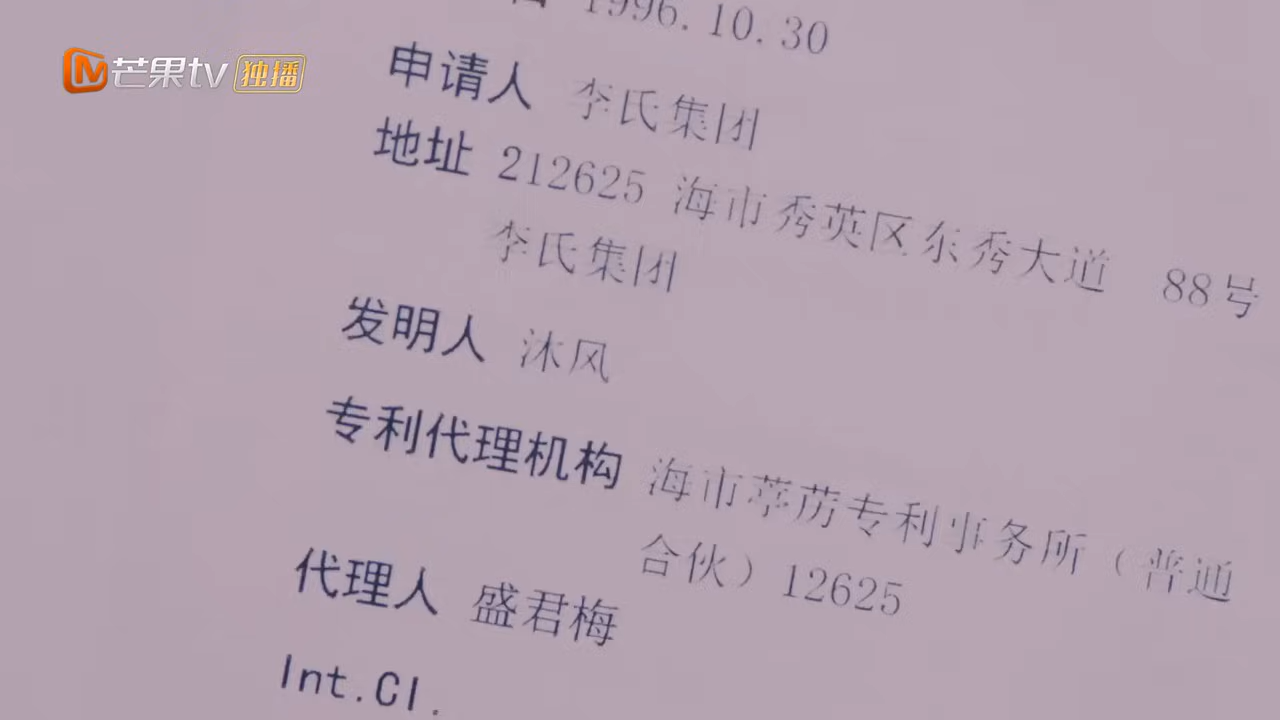 芒果tv 独播
1996.10.30
申请人 李氏集团
地址 212625 海市秀英区东秀大道 88号
李氏集团
发明人 沐风
专利代理机构 海市葶苈专利事务所（普通
合伙）12625
代理人 盛君梅
Int.Cl.